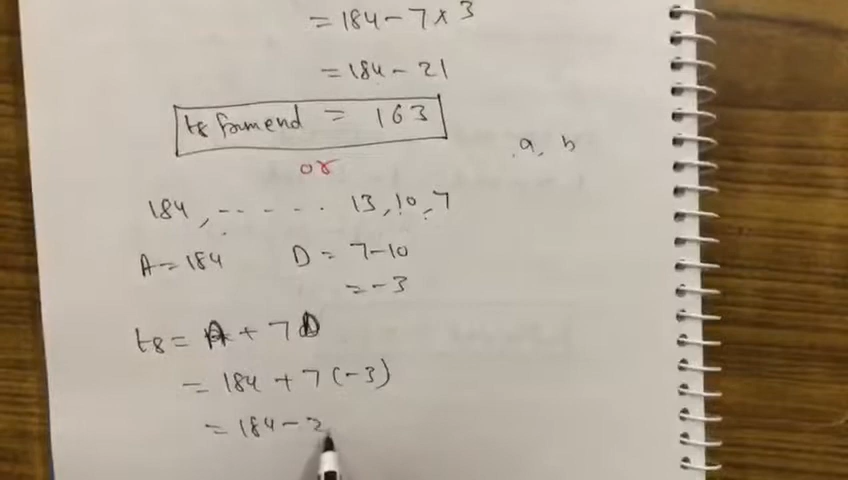 = 184 - 7 × 3
= 184 - 21
t8 from end = 163
a, b
or
184, ------ 13, 10, 7
A = 184 D = 7-10
= -3
t8 = A + 7D
= 184 + 7(-3)
= 184 - 2